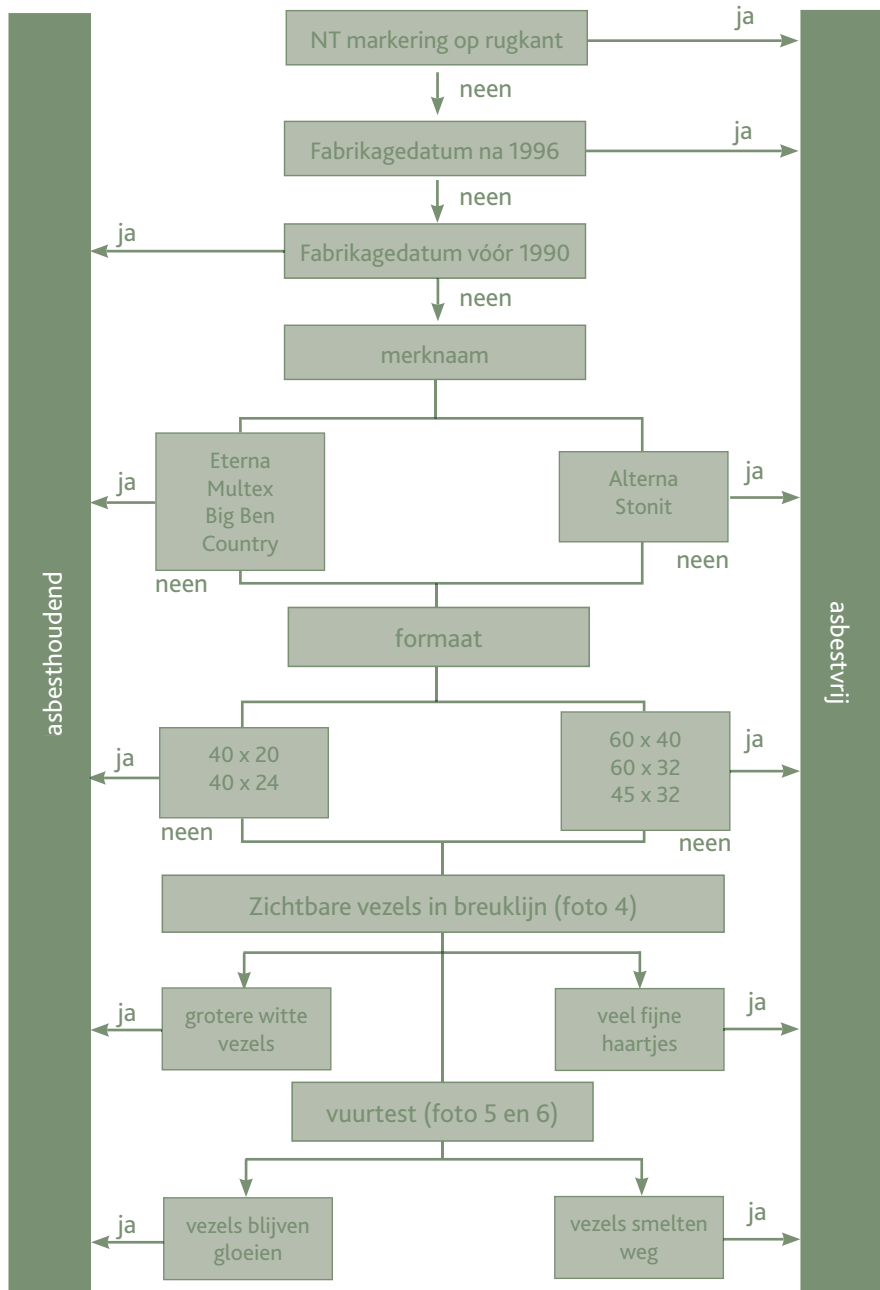 NT markering op rugkant
ja
neen
Fabrikagedatum na 1996
ja
neen
ja
Fabrikagedatum vóór 1990
neen
merknaam
ja
Eterna
Multex
Big Ben
Country
neen
Alterna
Stonit
ja
neen
formaat
ja
40 x 20
40 x 24
neen
60 x 40
60 x 32
45 x 32
ja
neen
Zichtbare vezels in breuklijn (foto 4)
ja
grotere witte
vezels
veel fijne
haartjes
ja
vuurtest (foto 5 en 6)
ja
vezels blijven
gloeien
vezels smelten
weg
ja
asbesthoudend
asbestvrij